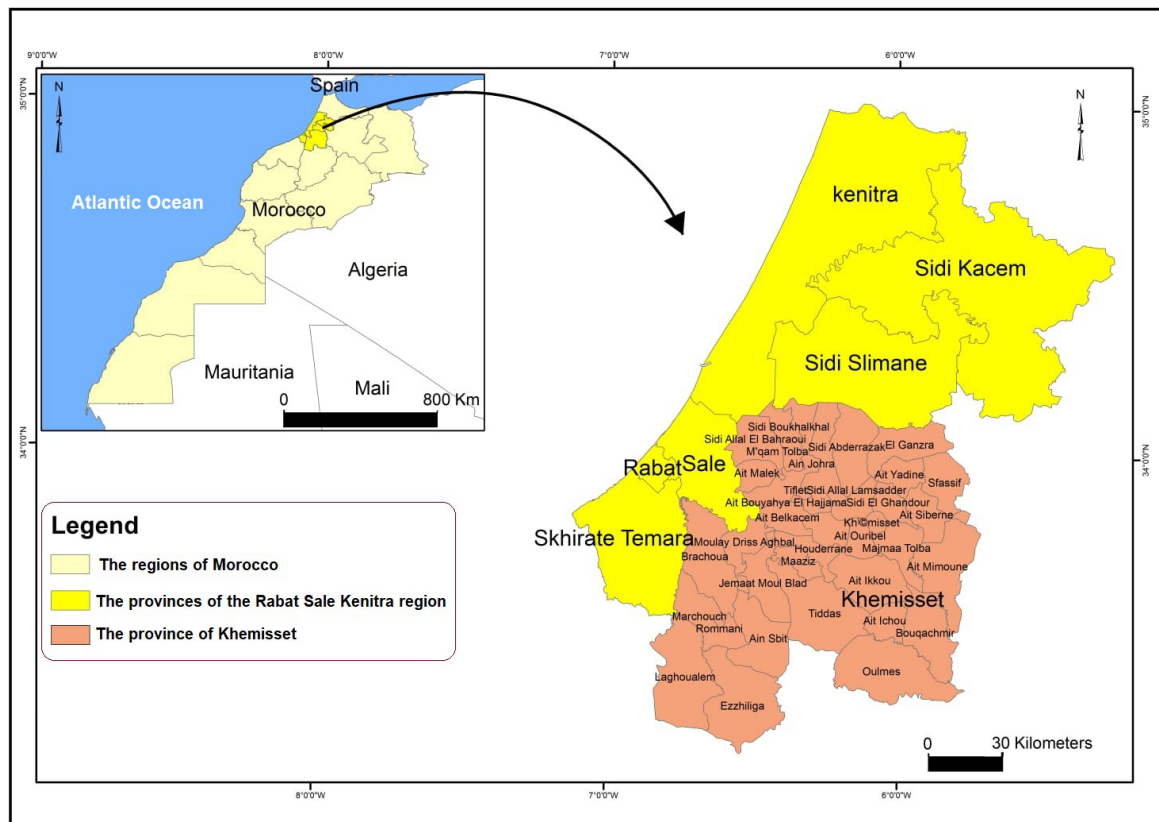 9°0'0"W
8°0'0"W
7°0'0"W
6°0'0"W
35°0'0"N
34°0'0"N
N
Spain
Atlantic Ocean
Morocco
Algeria
Mauritania
Mali
0 800 Km
N
35°0'0"N
34°0'0"N
kenitra
Sidi Kacem
Sidi Slimane
Rabat
Sale
Skhirate Temara
Sidi Boukhalkhal
Sidi Allal El Bahraoui
Sidi Abderrazak
El Ganzra
M'qam Tolba
Ain Johra
Ait Malek
Ait Yadine
Sfassif
Tiflet
Sidi Allal Lamsadder
Ait Bouyahya El Hajjama
Sidi El Ghandour
Ait Siberne
Ait Belkacem
Kh©misset
Ait Ouribel
Moulay Driss Aghbal
Houderrane
Majmaa Tolba
Brachoua
Maaziz
Ait Mimoune
Jemaat Moul Blad
Ait Ikkou
Khemisset
Marchouch
Tiddas
Rommani
Ait Ichou
Ain Sbit
Bouqachmir
Laghoualem
Oulmes
Ezzhiliga
Legend
The regions of Morocco
The provinces of the Rabat Sale Kenitra region
The province of Khemisset
0 30 Kilometers
8°0'0"W
7°0'0"W
6°0'0"W